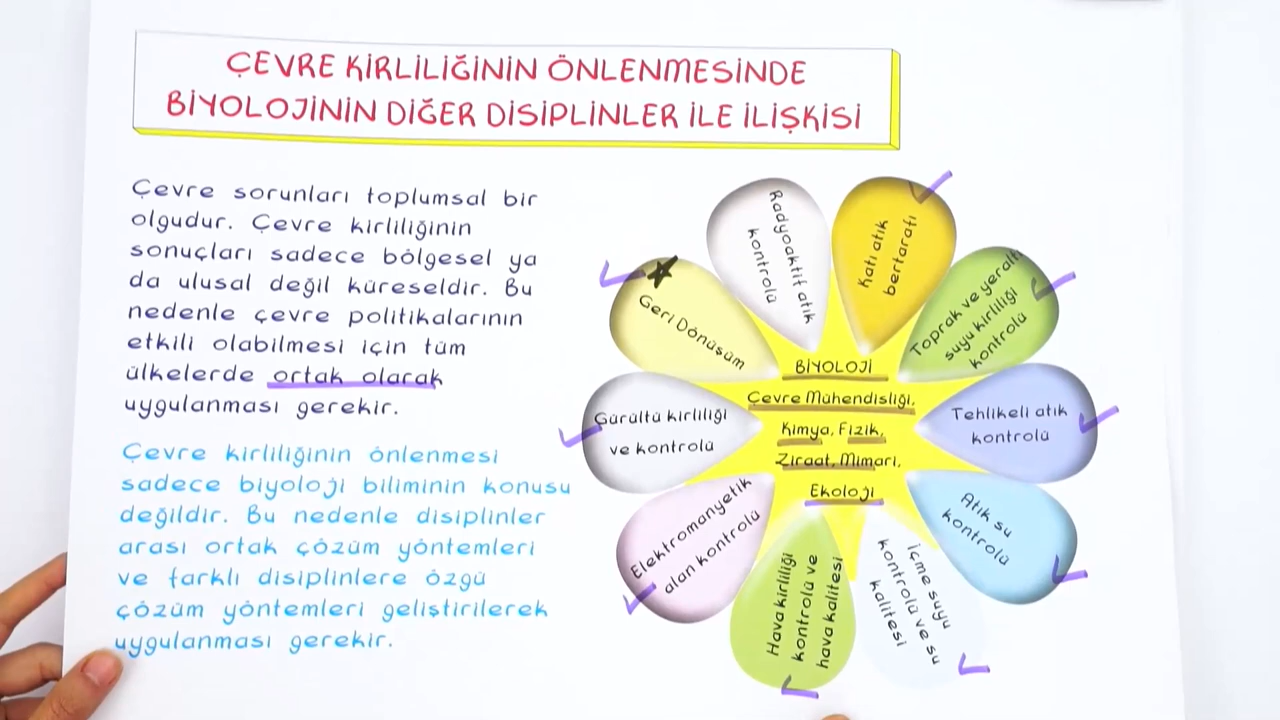 ÇEVRE KİRLİLİĞİNİN ÖNLENMESİNDE
BİYOLOJİNİN DİĞER DİSİPLİNLER İLE İLİŞKİSİ
Çevre sorunları toplumsal bir
olgudur. Çevre kirliliğinin
sonuçları sadece bölgesel ya
da ulusal değil küreseldir. Bu
nedenle çevre politikalarının
etkili olabilmesi için tüm
ülkelerde ortak olarak
uygulanması gerekir.
Çevre kirliliğinin önlenmesi
sadece biyoloji biliminin konusu
değildir. Bu nedenle disiplinler
arası ortak çözüm yöntemleri
ve farklı disiplinlere özgü
çözüm yöntemleri geliştirilerek
uygulanması gerekir.
Radyoaktif atık
kontrolü
Katı atık
bertarafı
Toprak ve yeraltı
suyu kirliliği
kontrolü
Tehlikeli atık
kontrolü
Atık su
kontrolü
İçme suyu
kontrolü ve su
kalitesi
Hava kirliliği
kontrolü ve
hava kalitesi
Elektromanyetik
alan kontrolü
Gürültü kirliliği
ve kontrolü
Geri Dönüşüm
BİYOLOJİ
Çevre Mühendisliği,
Kimya, Fizik,
Ziraat, Mimari,
Ekoloji